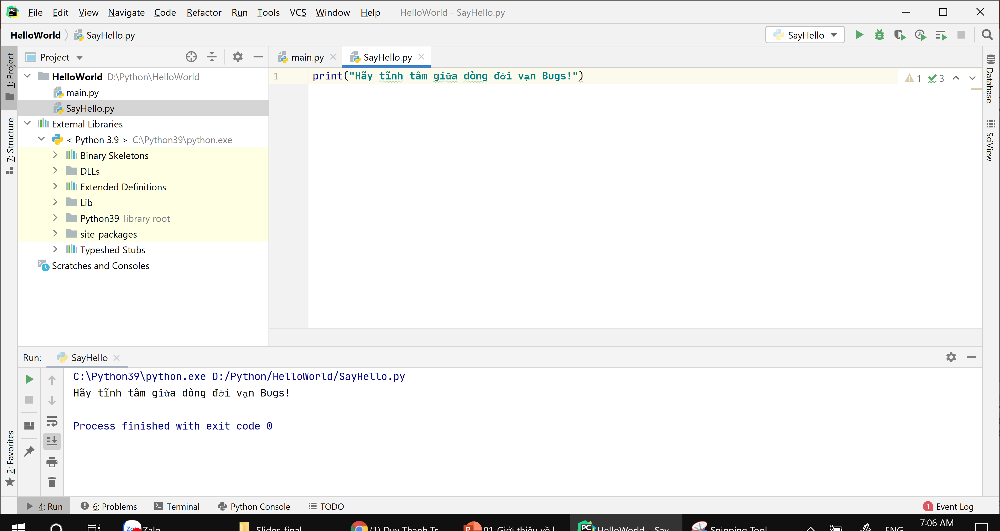 File Edit View Navigate Code Refactor Run Tools VCS Window Help HelloWorld - SayHello.py
HelloWorld SayHello.py SayHello
1: Project
7: Structure
2: Favorites
Project
HelloWorld D:\Python\HelloWorld
main.py
SayHello.py
External Libraries
< Python 3.9 > C:\Python39\python.exe
Binary Skeletons
DLLs
Extended Definitions
Lib
Python39 library root
site-packages
Typeshed Stubs
Scratches and Consoles
main.py SayHello.py
1 print("Hãy tĩnh tâm giữa dòng đời vạn Bugs!") 1 3
Database
SciView
Run: SayHello
C:\Python39\python.exe D:/Python/HelloWorld/SayHello.py
Hãy tĩnh tâm giữa dòng đời vạn Bugs!
Process finished with exit code 0
4: Run 6: Problems Terminal Python Console TODO 1 Event Log
Zalo Slides_final (1) Duy Thanh Tr 01-Giới thiệu về HelloWorld – Say Snipping Tool ENG 7:06 AM